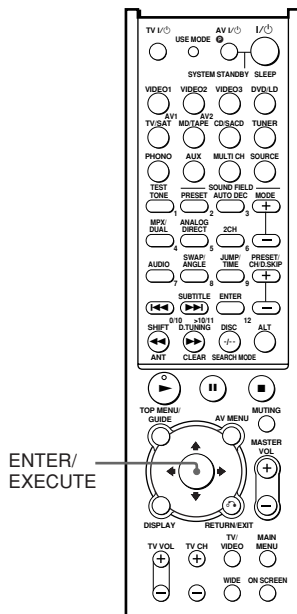 TV I/⏻ AV I/⏻ I/⏻
USE MODE P
SYSTEM STANDBY SLEEP
VIDEO1 VIDEO2 VIDEO3 DVD/LD
AV1 AV2
TV/SAT MD/TAPE CD/SACD TUNER
PHONO AUX MULTI CH SOURCE
TEST SOUND FIELD
TONE PRESET AUTO DEC MODE
+
1 2 3
MPX/ ANALOG
DUAL DIRECT 2CH
−
4 5 6
SWAP/ JUMP/ PRESET/
AUDIO ANGLE TIME CH/D.SKIP
+
7 8 9
SUBTITLE ENTER
−
0/10 >10/11 12
SHIFT D.TUNING DISC ALT
-/--
ANT CLEAR SEARCH MODE
TOP MENU/ MUTING
GUIDE AV MENU
MASTER
VOL
+
ENTER/
EXECUTE
−
DISPLAY RETURN/EXIT
TV/ MAIN
TV VOL TV CH VIDEO MENU
+ +
WIDE ON SCREEN
− −